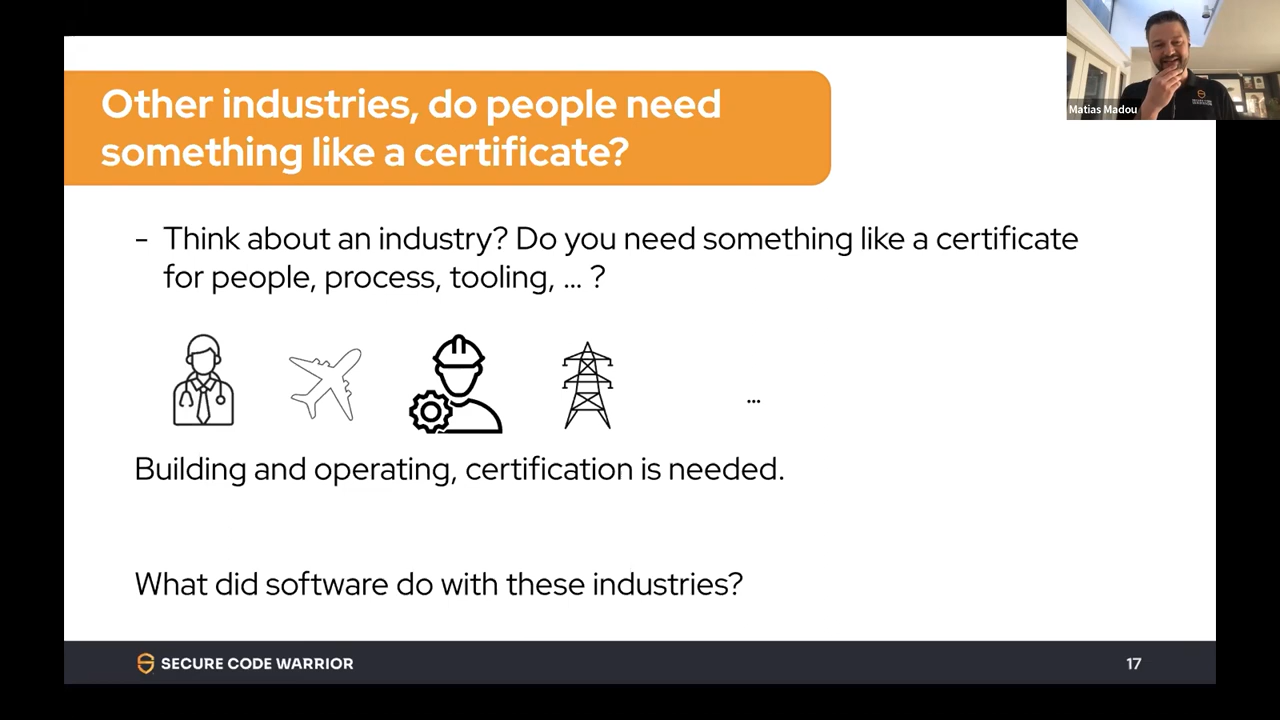 Other industries, do people need
something like a certificate?
Matias Madou
- Think about an industry? Do you need something like a certificate
for people, process, tooling, ... ?
...
Building and operating, certification is needed.
What did software do with these industries?
SECURE CODE WARRIOR
17